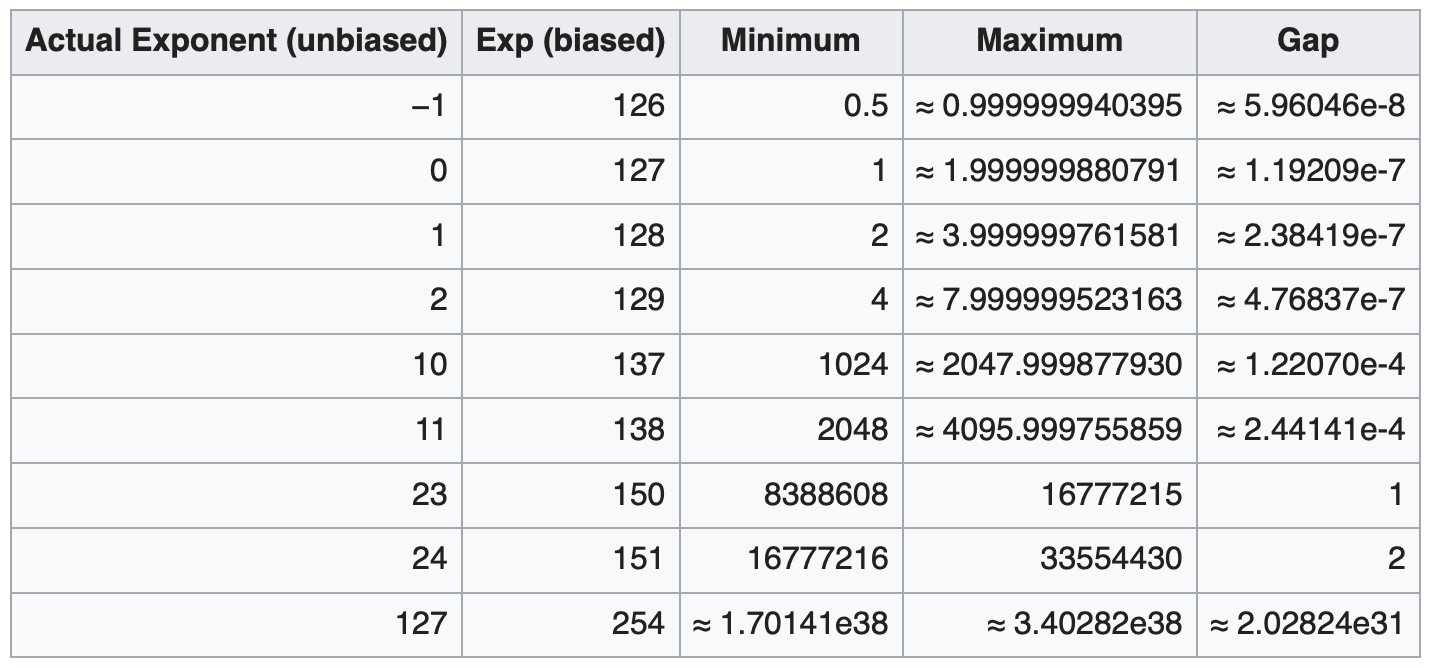 Actual Exponent (unbiased) Exp (biased) Minimum Maximum Gap
−1 126 0.5 ≈ 0.999999940395 ≈ 5.96046e-8
0 127 1 ≈ 1.999999880791 ≈ 1.19209e-7
1 128 2 ≈ 3.999999761581 ≈ 2.38419e-7
2 129 4 ≈ 7.999999523163 ≈ 4.76837e-7
10 137 1024 ≈ 2047.999877930 ≈ 1.22070e-4
11 138 2048 ≈ 4095.999755859 ≈ 2.44141e-4
23 150 8388608 16777215 1
24 151 16777216 33554430 2
127 254 ≈ 1.70141e38 ≈ 3.40282e38 ≈ 2.02824e31